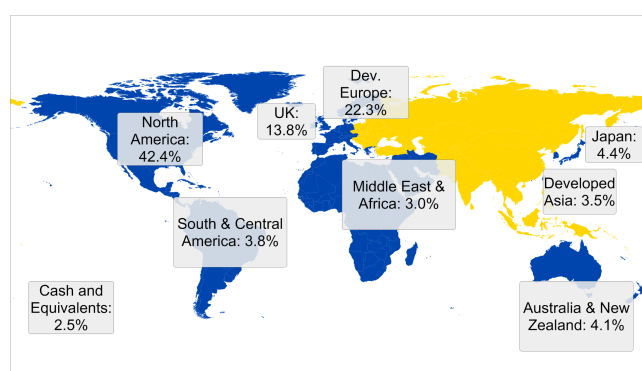 Dev.
Europe:
22.3%
North
America:
42.4%
UK:
13.8%
Japan:
4.4%
Middle East &
Africa: 3.0%
Developed
Asia: 3.5%
South & Central
America: 3.8%
Cash and
Equivalents:
2.5%
Australia & New
Zealand: 4.1%